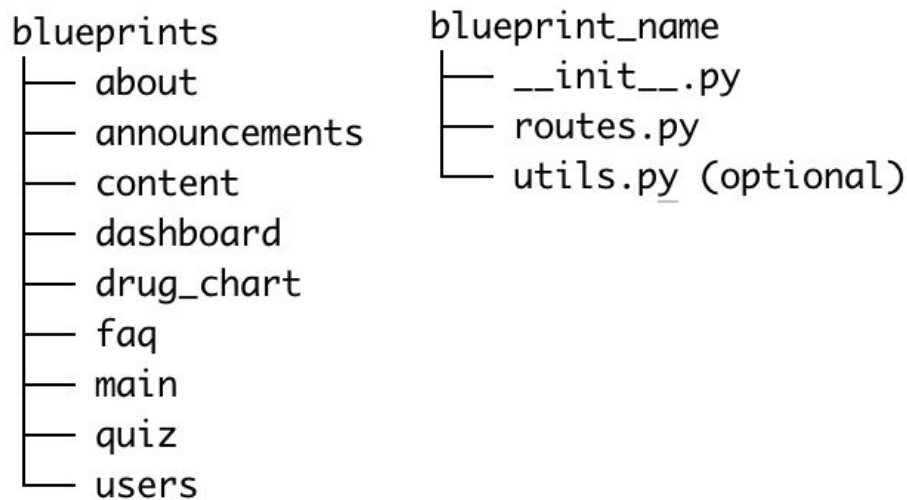 blueprints
about
announcements
content
dashboard
drug_chart
faq
main
quiz
users
blueprint_name
__init__.py
routes.py
utils.py (optional)